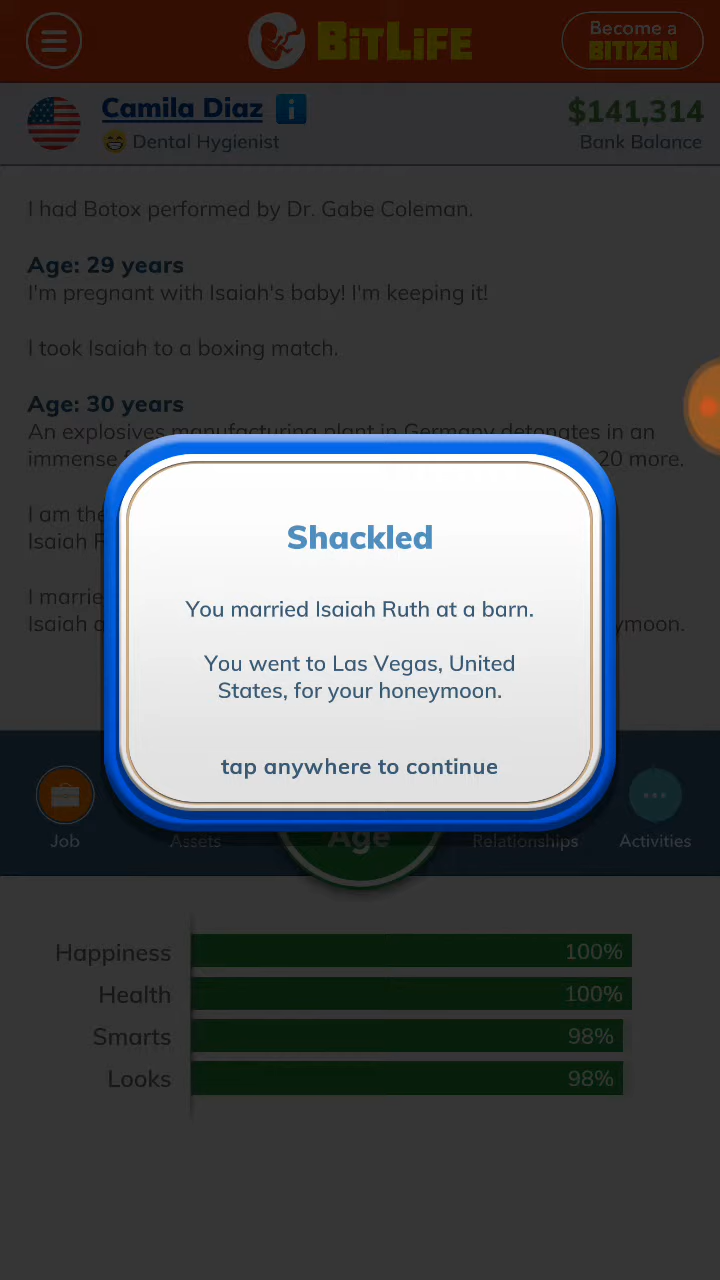 Become a
BITLIFE
BITIZEN
Camila Diaz i
$141,314
Dental Hygienist
Bank Balance
I had Botox performed by Dr. Gabe Coleman.
Age: 29 years
I'm pregnant with Isaiah's baby! I'm keeping it!
I took Isaiah to a boxing match.
Age: 30 years
An explosives manufacturing plant in Germany detonates in an
immense 20 more.
I am the
Isaiah
I marrie
Isaiah ymoon.
Shackled
You married Isaiah Ruth at a barn.
You went to Las Vegas, United
States, for your honeymoon.
tap anywhere to continue
Job
Assets
Age
Relationships
Activities
Happiness 100%
Health 100%
Smarts 98%
Looks 98%